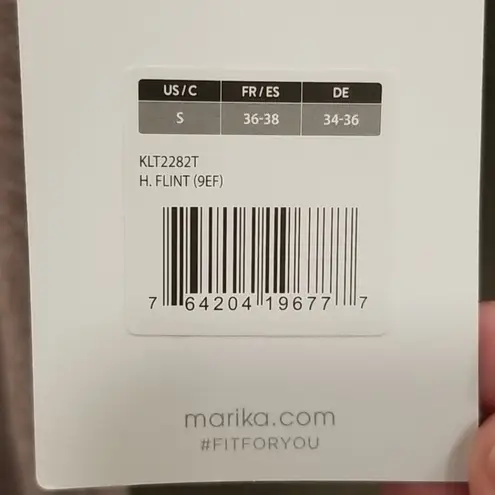 US/C FR/ES DE
S 36-38 34-36
KLT2282T
H. FLINT (9EF)
7 64204 19677 7
marika.com
#FITFORYOU